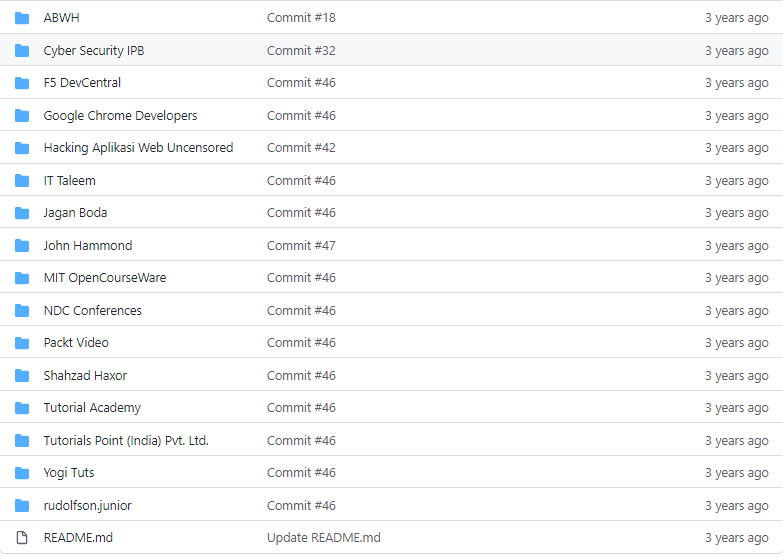 ABWH Commit #18 3 years ago
Cyber Security IPB Commit #32 3 years ago
F5 DevCentral Commit #46 3 years ago
Google Chrome Developers Commit #46 3 years ago
Hacking Aplikasi Web Uncensored Commit #42 3 years ago
IT Taleem Commit #46 3 years ago
Jagan Boda Commit #46 3 years ago
John Hammond Commit #47 3 years ago
MIT OpenCourseWare Commit #46 3 years ago
NDC Conferences Commit #46 3 years ago
Packt Video Commit #46 3 years ago
Shahzad Haxor Commit #46 3 years ago
Tutorial Academy Commit #46 3 years ago
Tutorials Point (India) Pvt. Ltd. Commit #46 3 years ago
Yogi Tuts Commit #46 3 years ago
rudolfson.junior Commit #46 3 years ago
README.md Update README.md 3 years ago